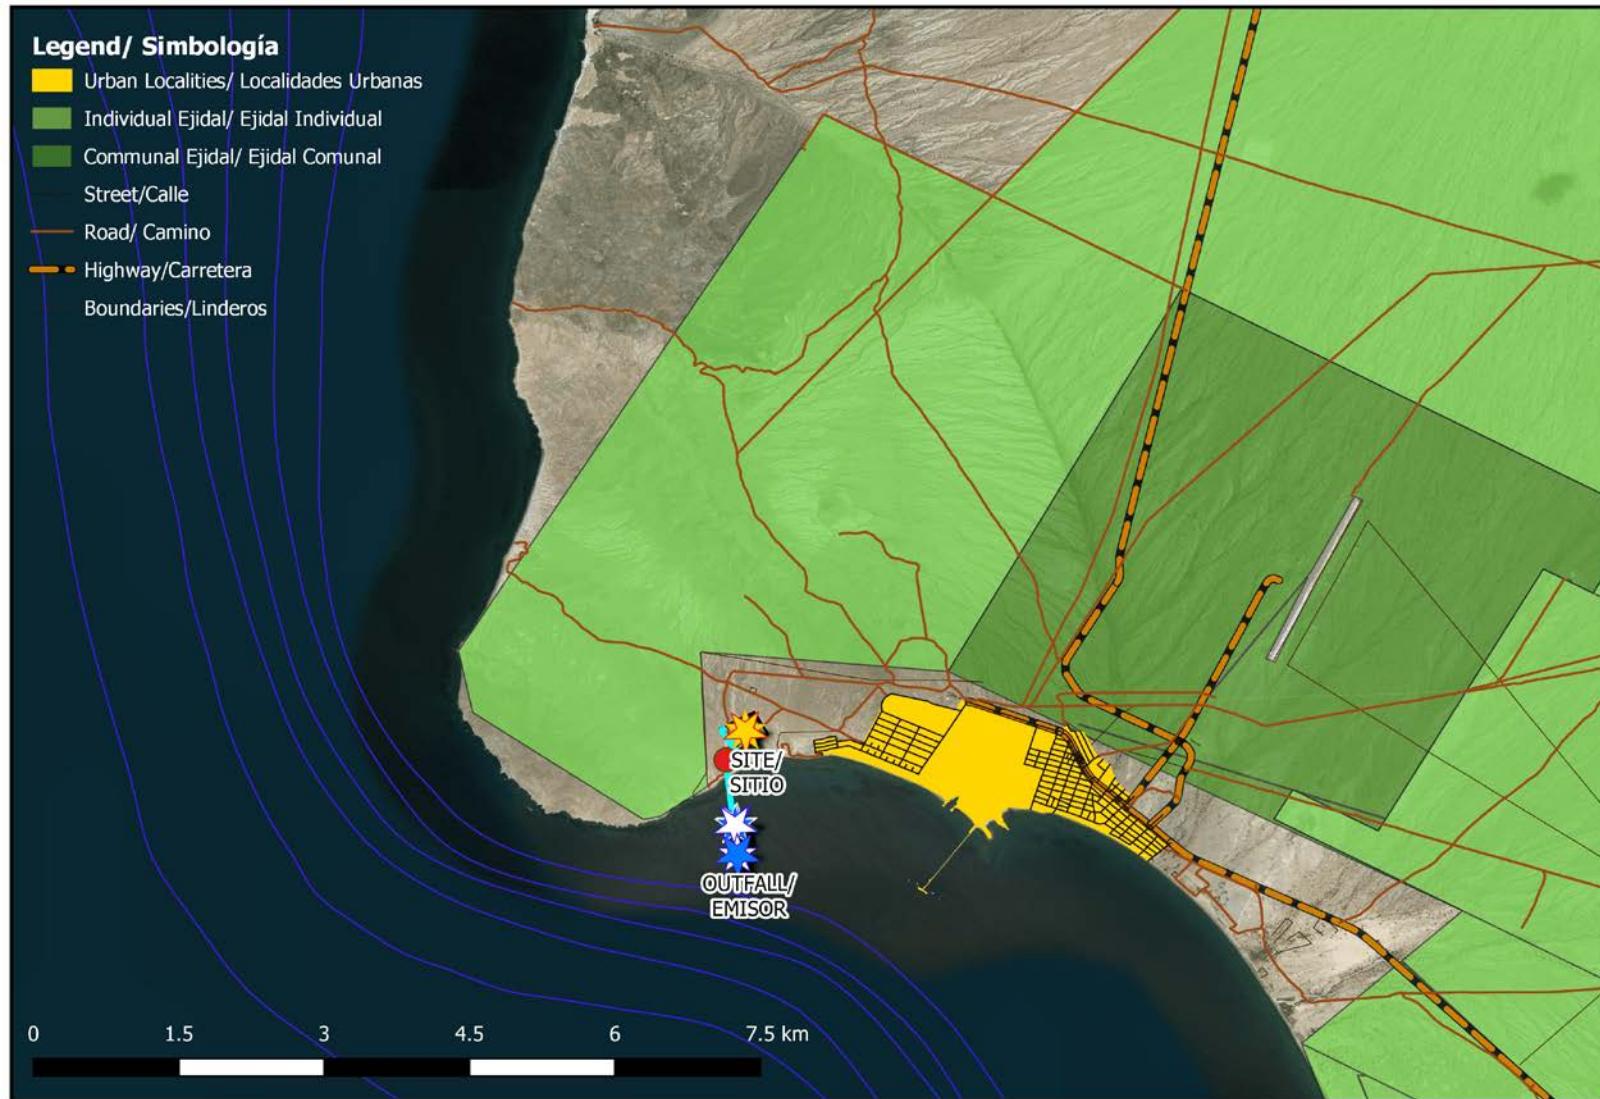 Legend/ Simbología
Urban Localities/ Localidades Urbanas
Individual Ejidal/ Ejidal Individual
Communal Ejidal/ Ejidal Comunal
Street/Calle
Road/ Camino
Highway/Carretera
Boundaries/Linderos
SITE/
SITIO
OUTFALL/
EMISOR
0 1.5 3 4.5 6 7.5 km